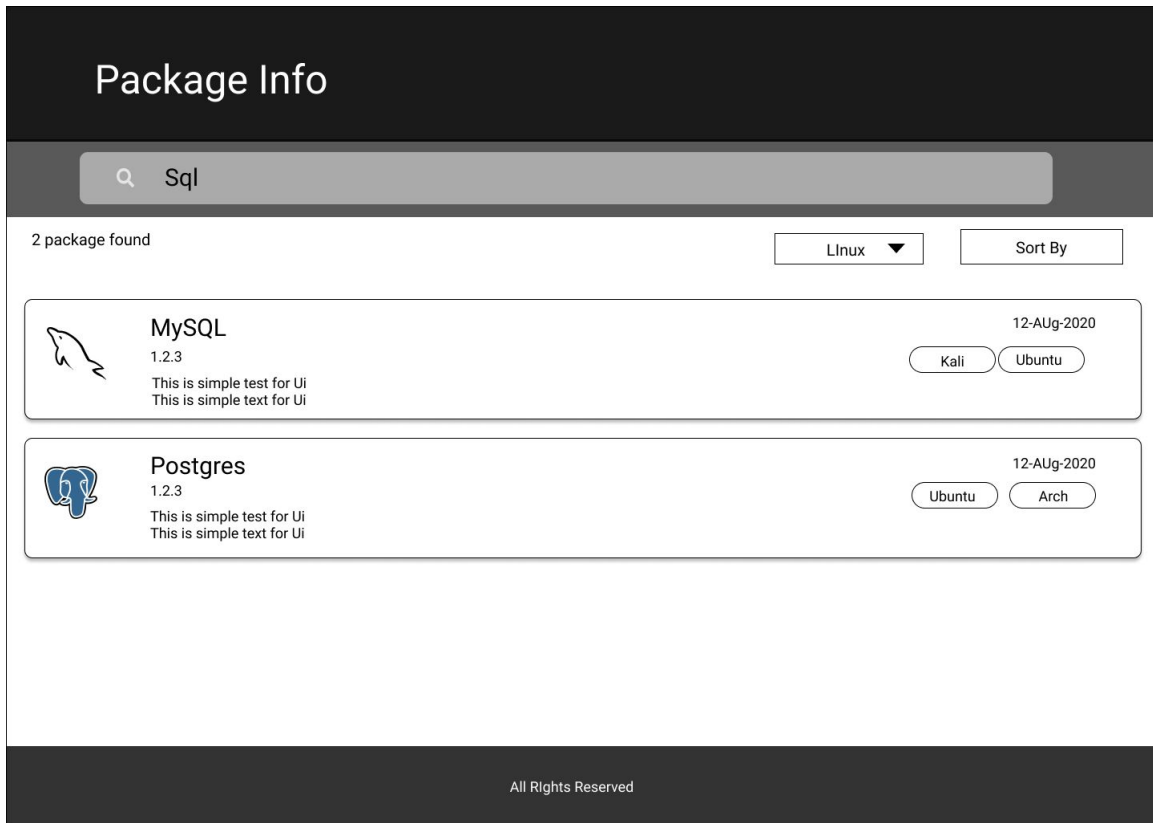 Package Info
Sql
2 package found
LInux
Sort By
MySQL
12-AUg-2020
1.2.3
Kali
Ubuntu
This is simple test for Ui
This is simple text for Ui
Postgres
12-AUg-2020
1.2.3
Ubuntu
Arch
This is simple test for Ui
This is simple text for Ui
All RIghts Reserved